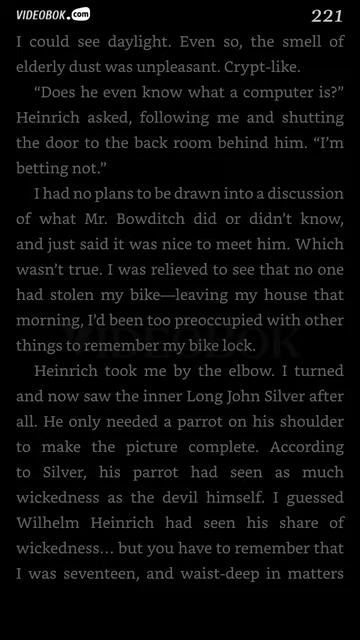 VIDEOBOK.com
221
I could see daylight. Even so, the smell of
elderly dust was unpleasant. Crypt-like.
“Does he even know what a computer is?”
Heinrich asked, following me and shutting
the door to the back room behind him. “I’m
betting not.”
I had no plans to be drawn into a discussion
of what Mr. Bowditch did or didn’t know,
and just said it was nice to meet him. Which
wasn’t true. I was relieved to see that no one
had stolen my bike—leaving my house that
morning, I’d been too preoccupied with other
things to remember my bike lock.
VIDEOBOK
Heinrich took me by the elbow. I turned
and now saw the inner Long John Silver after
all. He only needed a parrot on his shoulder
to make the picture complete. According
to Silver, his parrot had seen as much
wickedness as the devil himself. I guessed
Wilhelm Heinrich had seen his share of
wickedness… but you have to remember that
I was seventeen, and waist-deep in matters